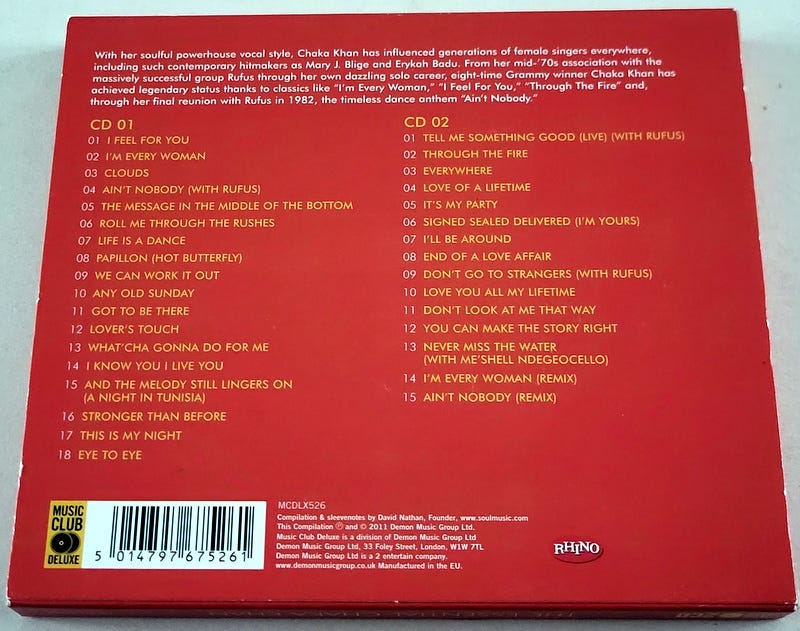 With her soulful powerhouse vocal style, Chaka Khan has influenced generations of female singers everywhere,
including such contemporary hitmakers as Mary J. Blige and Erykah Badu. From her mid-'70s association with the
massively successful group Rufus through her own dazzling solo career, eight-time Grammy winner Chaka Khan has
achieved legendary status thanks to classics like "I'm Every Woman," "I Feel For You," "Through The Fire" and,
through her final reunion with Rufus in 1982, the timeless dance anthem "Ain't Nobody."
CD 01
01 I FEEL FOR YOU
02 I'M EVERY WOMAN
03 CLOUDS
04 AIN'T NOBODY (WITH RUFUS)
05 THE MESSAGE IN THE MIDDLE OF THE BOTTOM
06 ROLL ME THROUGH THE RUSHES
07 LIFE IS A DANCE
08 PAPILLON (HOT BUTTERFLY)
09 WE CAN WORK IT OUT
10 ANY OLD SUNDAY
11 GOT TO BE THERE
12 LOVER'S TOUCH
13 WHAT'CHA GONNA DO FOR ME
14 I KNOW YOU I LIVE YOU
15 AND THE MELODY STILL LINGERS ON
(A NIGHT IN TUNISIA)
16 STRONGER THAN BEFORE
17 THIS IS MY NIGHT
18 EYE TO EYE
CD 02
01 TELL ME SOMETHING GOOD (LIVE) (WITH RUFUS)
02 THROUGH THE FIRE
03 EVERYWHERE
04 LOVE OF A LIFETIME
05 IT'S MY PARTY
06 SIGNED SEALED DELIVERED (I'M YOURS)
07 I'LL BE AROUND
08 END OF A LOVE AFFAIR
09 DON'T GO TO STRANGERS (WITH RUFUS)
10 LOVE YOU ALL MY LIFETIME
11 DON'T LOOK AT ME THAT WAY
12 YOU CAN MAKE THE STORY RIGHT
13 NEVER MISS THE WATER
(WITH ME'SHELL NDEGEOCELLO)
14 I'M EVERY WOMAN (REMIX)
15 AIN'T NOBODY (REMIX)
MUSIC
CLUB
DELUXE
5 014797 675261
MCDLX526
Compilation & sleevenotes by David Nathan, Founder, www.soulmusic.com
This Compilation ℗ and © 2011 Demon Music Group Ltd.
Music Club Deluxe is a division of Demon Music Group Ltd
Demon Music Group Ltd, 33 Foley Street, London, W1W 7TL
Demon Music Group Ltd is a 2 entertain company.
www.demonmusicgroup.co.uk Manufactured in the EU.
RHINO